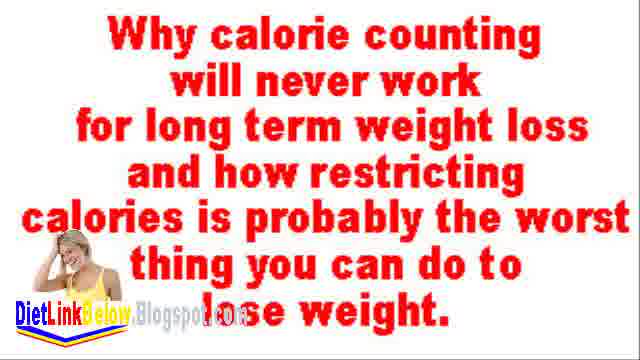 Why calorie counting
will never work
for long term weight loss
and how restricting
calories is probably the worst
thing you can do to
lose weight.
DietLinkBelow.Blogspot.com